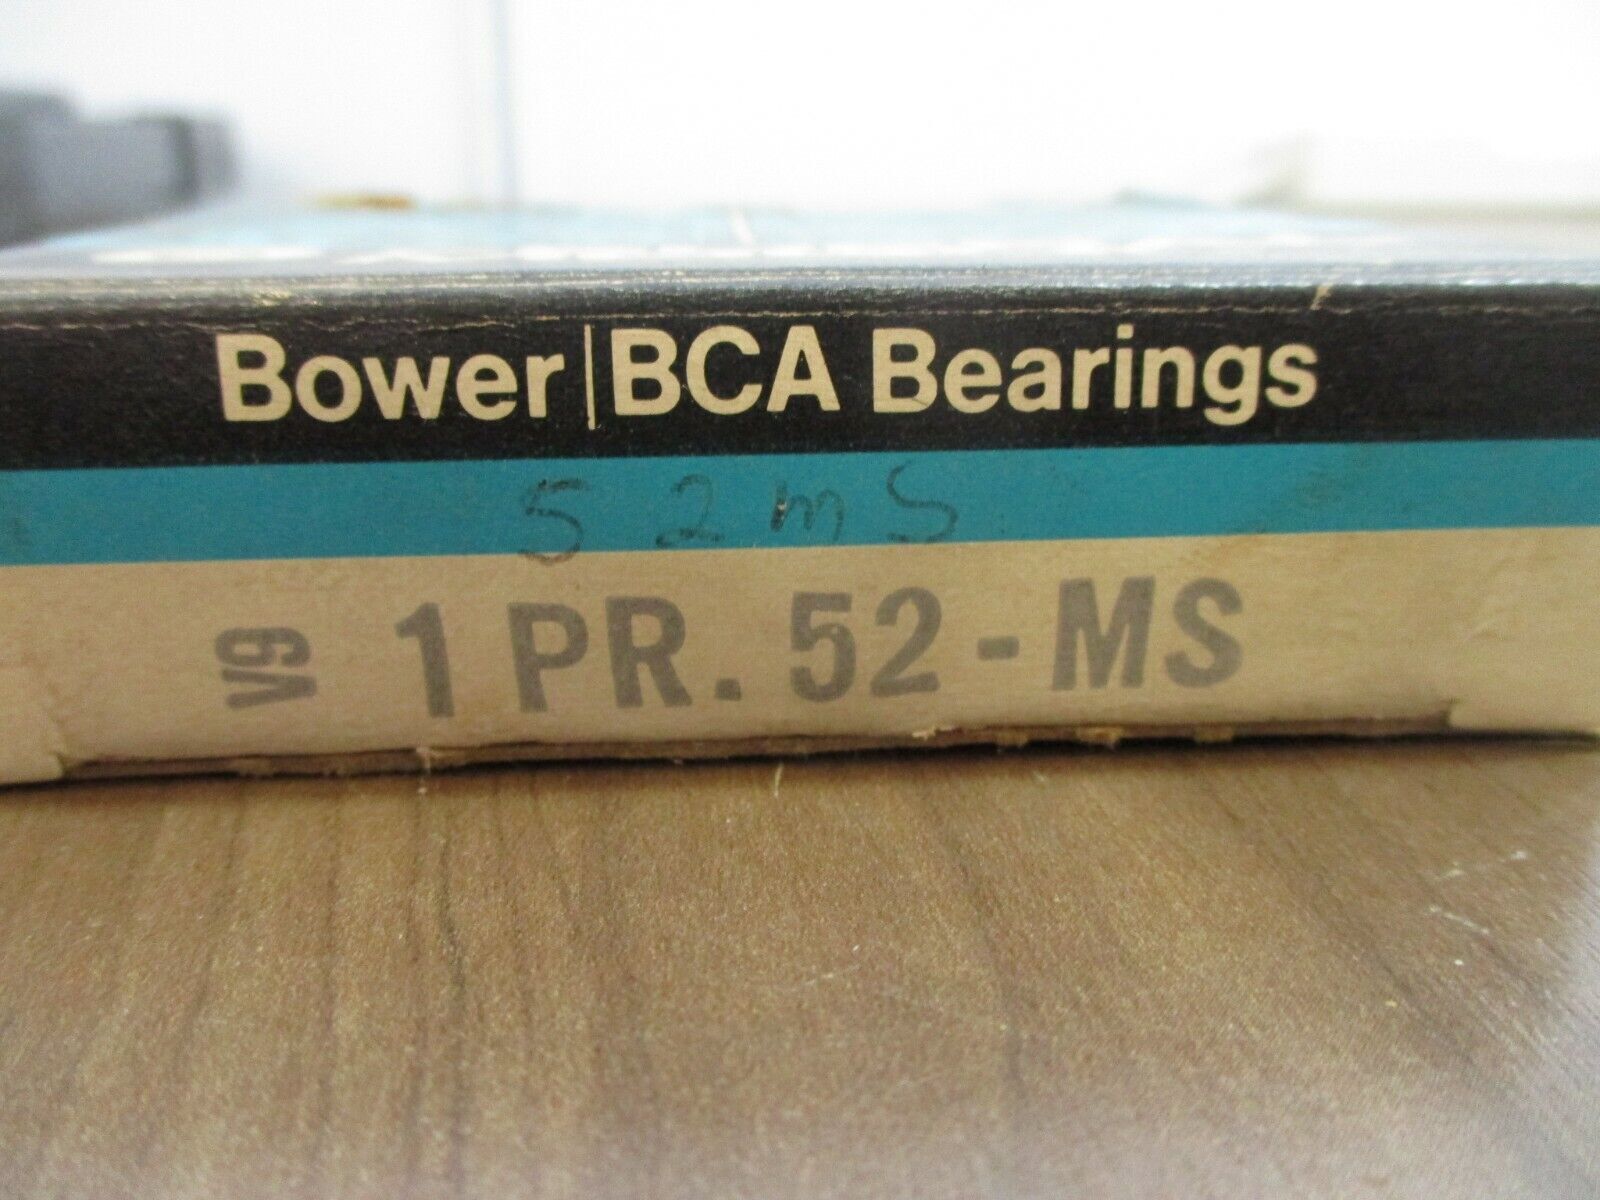 Bower|BCA Bearings
52mS
V9 1 PR. 52-MS